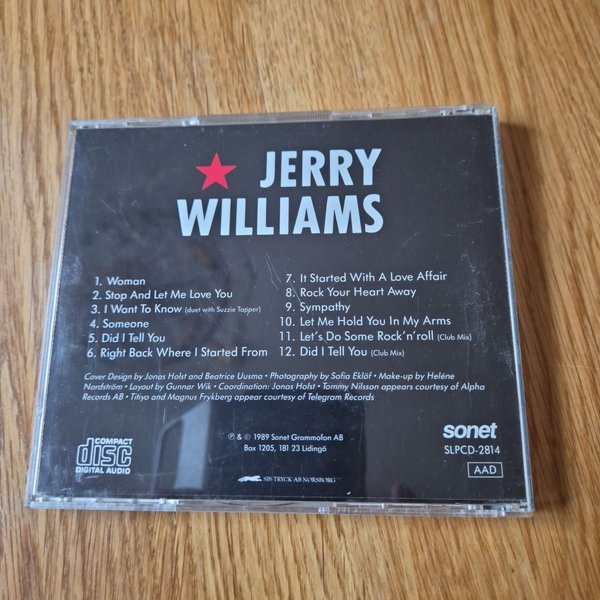 JERRY
WILLIAMS
1. Woman
2. Stop And Let Me Love You
3. I Want To Know (duet with Suzzie Tapper)
4. Someone
5. Did I Tell You
6. Right Back Where I Started From
7. It Started With A Love Affair
8. Rock Your Heart Away
9. Sympathy
10. Let Me Hold You In My Arms
11. Let's Do Some Rock'n'roll (Club Mix)
12. Did I Tell You (Club Mix)
Cover Design by Jonas Holst and Beatrice Uusma • Photography by Sofia Eklöf • Make-up by Heléne
Nordström • Layout by Gunnar Wik • Coordination: Jonas Holst • Tommy Nilsson appears courtesy of Alpha
Records AB • Titiyo and Magnus Frykberg appear courtesy of Telegram Records
COMPACT
disc
DIGITAL AUDIO
℗ & © 1989 Sonet Grammofon AB
Box 1205, 181 23 Lidingö
SIB-TRYCK AB NORSBORG
sonet
SLPCD-2814
AAD